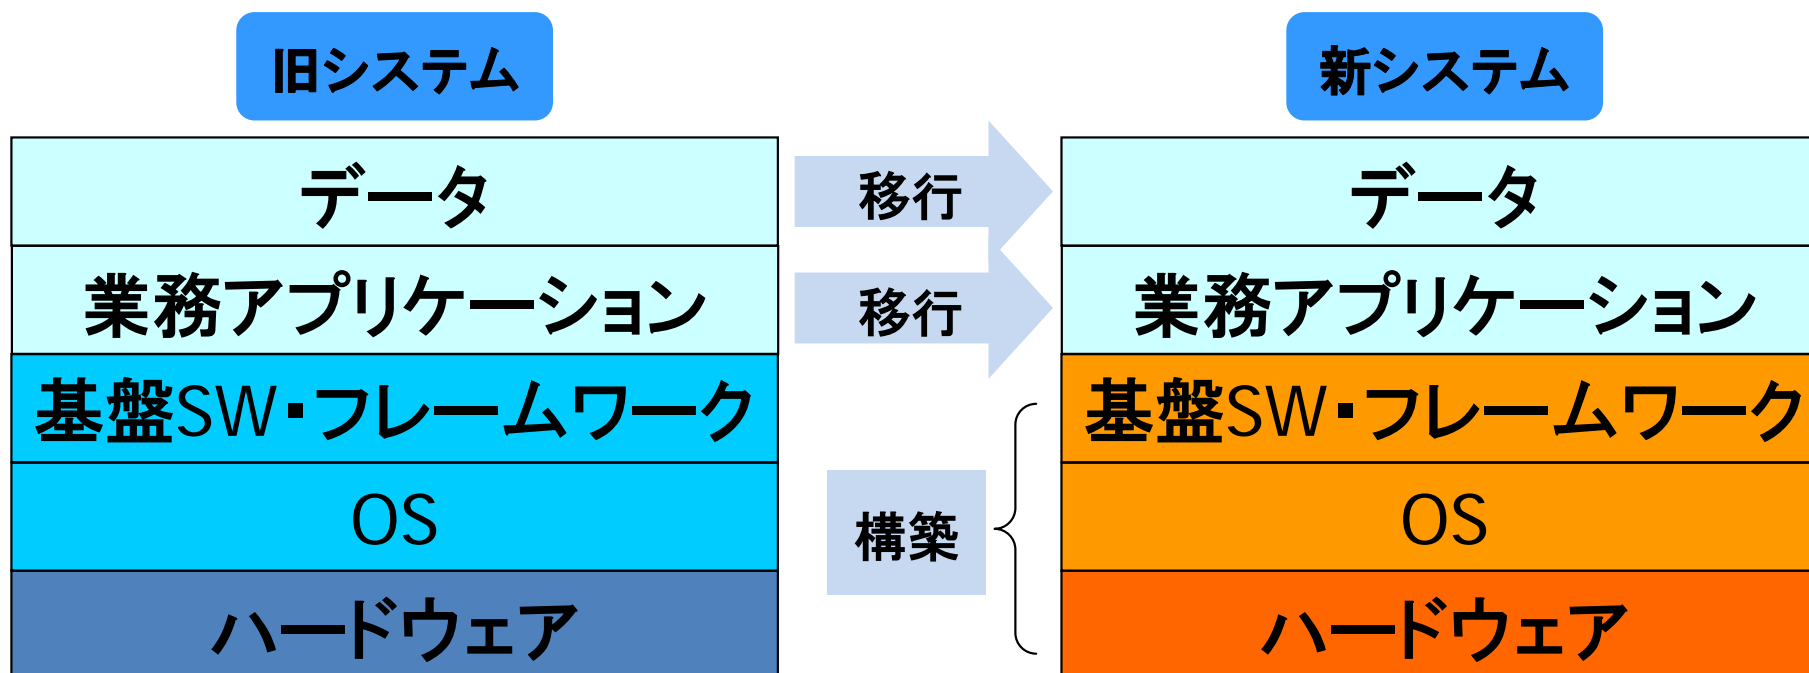 旧システム
新システム
データ
移行
データ
業務アプリケーション
移行
業務アプリケーション
基盤SW・フレームワーク
基盤SW・フレームワーク
OS
構築
OS
ハードウェア
ハードウェア